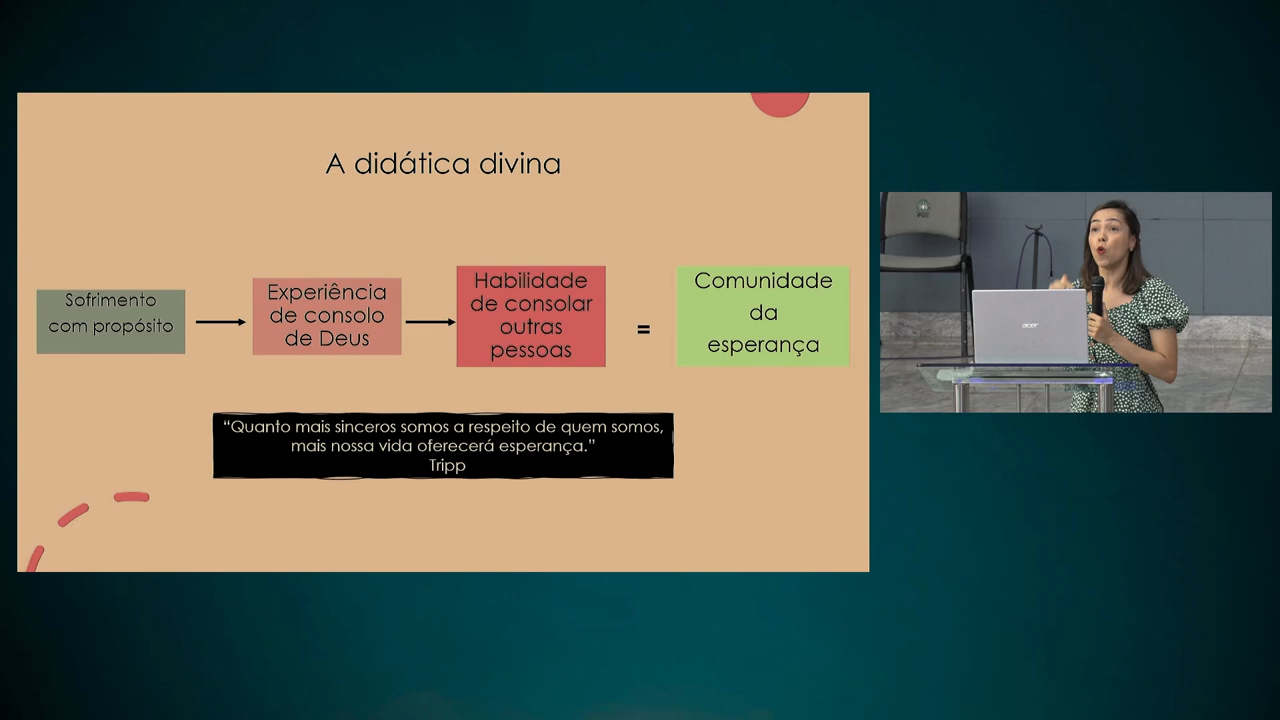 A didática divina
Sofrimento
com propósito
Experiência
de consolo
de Deus
Habilidade
de consolar
outras
pessoas
=
Comunidade
da
esperança
“Quanto mais sinceros somos a respeito de quem somos,
mais nossa vida oferecerá esperança.”
Tripp
acer